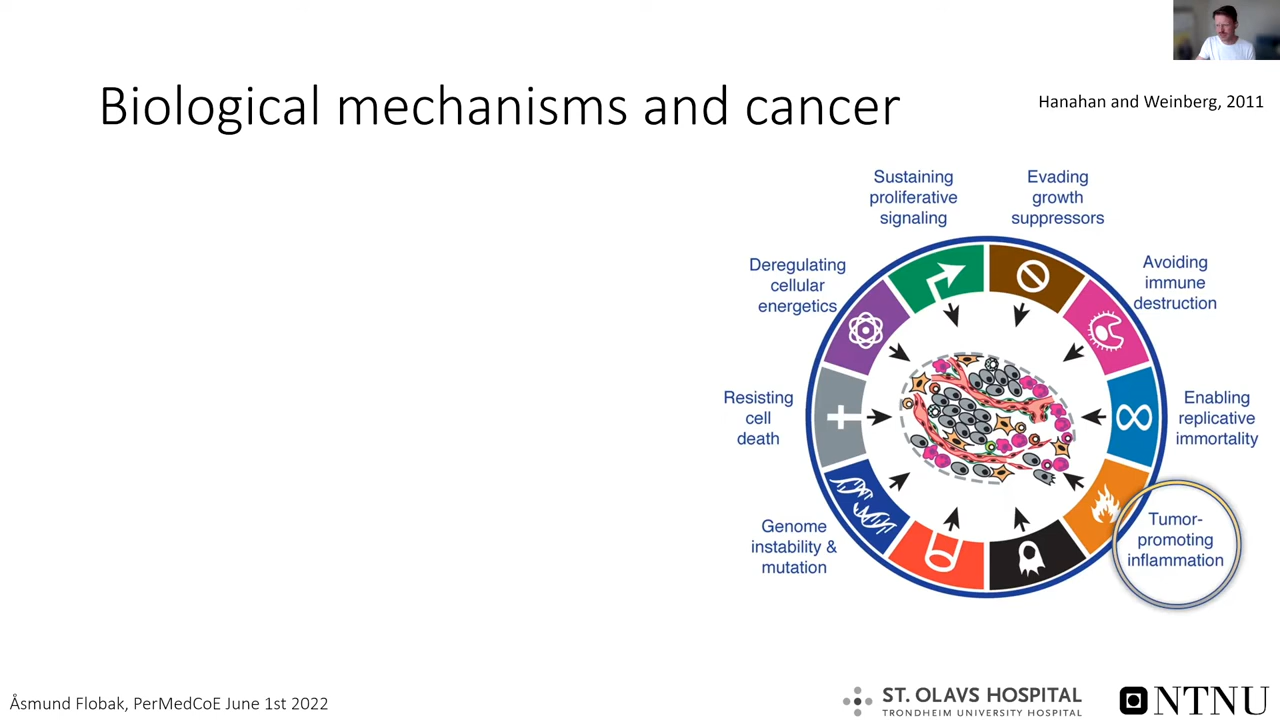 Biological mechanisms and cancer
Hanahan and Weinberg, 2011
Sustaining
proliferative
signaling
Evading
growth
suppressors
Deregulating
cellular
energetics
Avoiding
immune
destruction
Resisting
cell
death
Enabling
replicative
immortality
Genome
instability &
mutation
Tumor-
promoting
inflammation
Åsmund Flobak, PerMedCoE June 1st 2022
ST. OLAVS HOSPITAL
TRONDHEIM UNIVERSITY HOSPITAL
NTNU